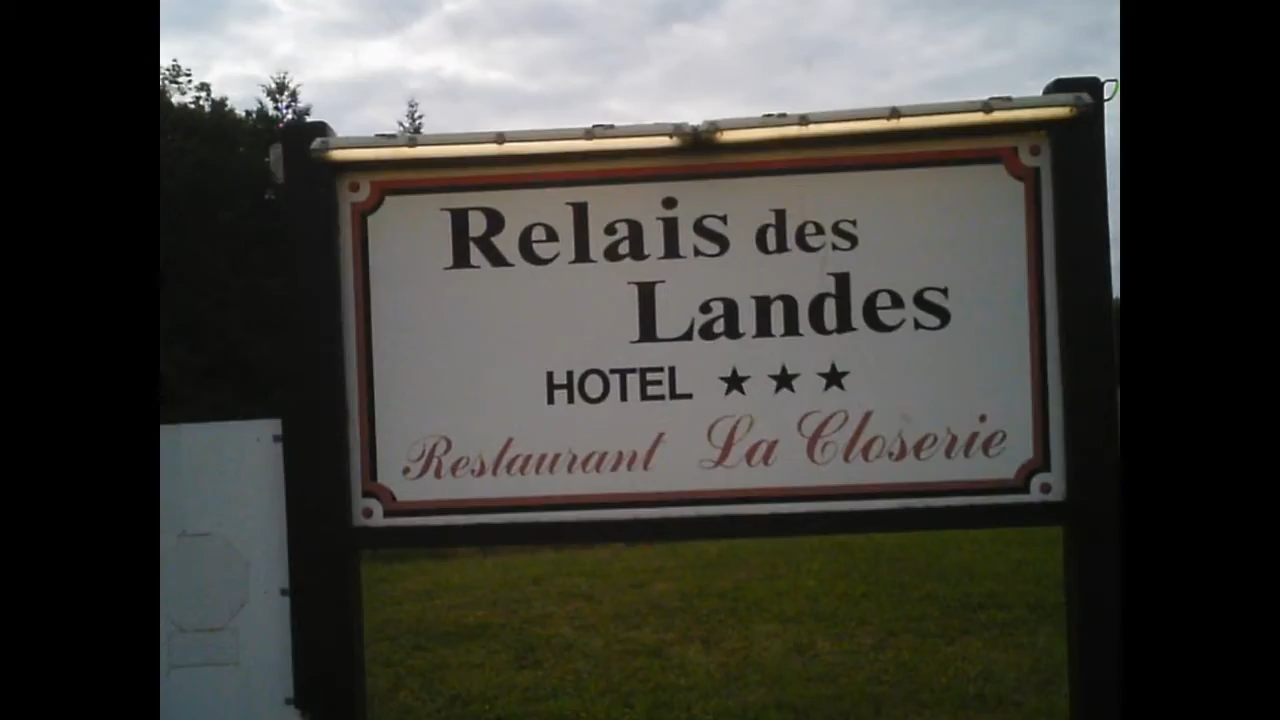 Relais des
Landes
HOTEL ★★★
Restaurant La Closerie